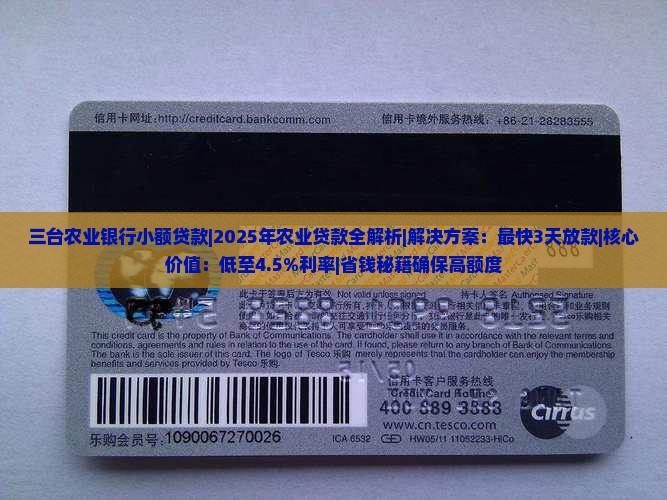 信用卡网址:http://creditcard.bankcomm.com
信用卡境外服务热线: +86-21-28283555
三台农业银行小额贷款|2025年农业贷款全解析|解决方案：最快3天放款|核心
价值：低至4.5%利率|省钱秘籍确保高额度
持卡人签名 Authorised Signature
This credit card is the property of Bank of Communications. The cardholder shall use it in accordance with the relevant terms and
conditions, agreements and rules in relation to the use of the card. If found, please return to any branch of Bank of Communications.
The bank is the sole issuer of this card. The logo of Tesco 乐购 merely represents that the cardholder can enjoy the membership
benefits and services provided by Tesco 乐购.
信用卡客户服务热线
Credit Card Hotline
400 889 3883
www.cn.tesco.com
Cirrus
乐购会员号:1090067270026
ICA 6532
HW05/11 11052233-HiCo